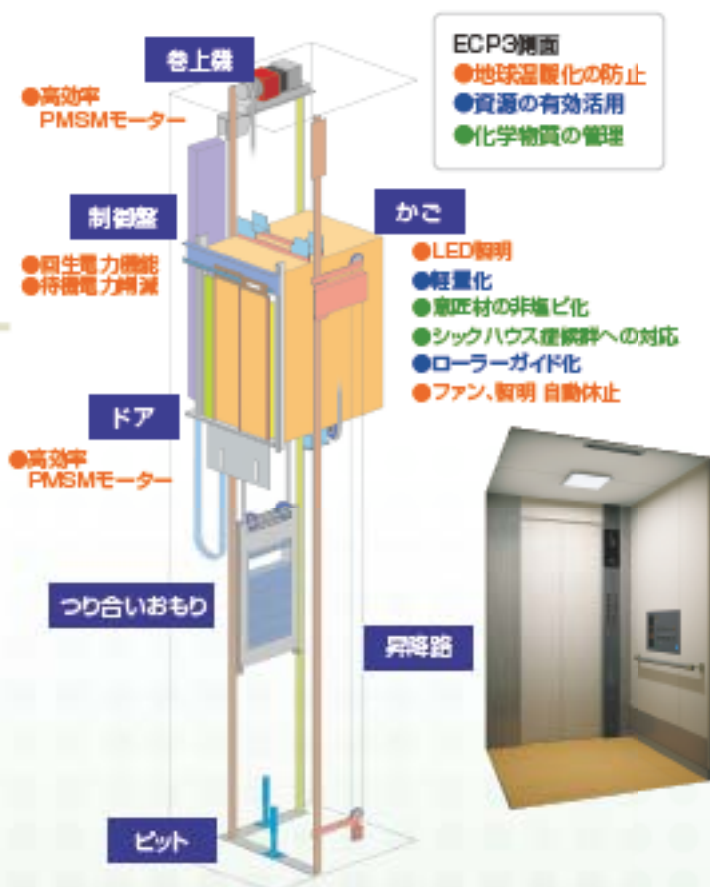 巻上機
●高効率
PMSMモーター
ECP3側面
●地球温暖化の防止
●資源の有効活用
●化学物質の管理
制御盤
●回生電力機能
●待機電力削減
かご
●LED照明
●軽量化
●意匠材の非塩ビ化
●シックハウス症候群への対応
●ローラーガイド化
●ファン、照明 自動休止
ドア
●高効率
PMSMモーター
つり合いおもり
昇降路
ピット